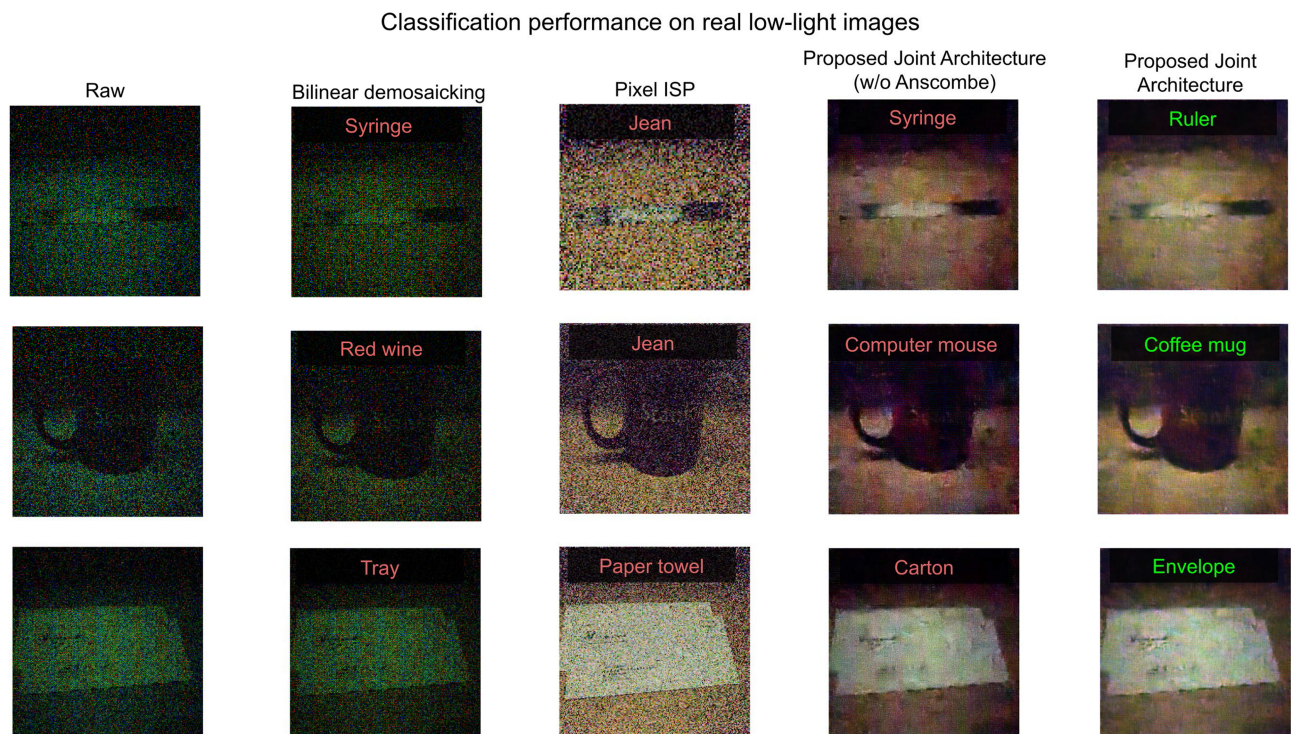 Classification performance on real low-light images
Raw
Bilinear demosaicking
Pixel ISP
Proposed Joint Architecture
(w/o Anscombe)
Proposed Joint
Architecture
Syringe
Jean
Syringe
Ruler
Red wine
Jean
Computer mouse
Coffee mug
Tray
Paper towel
Carton
Envelope